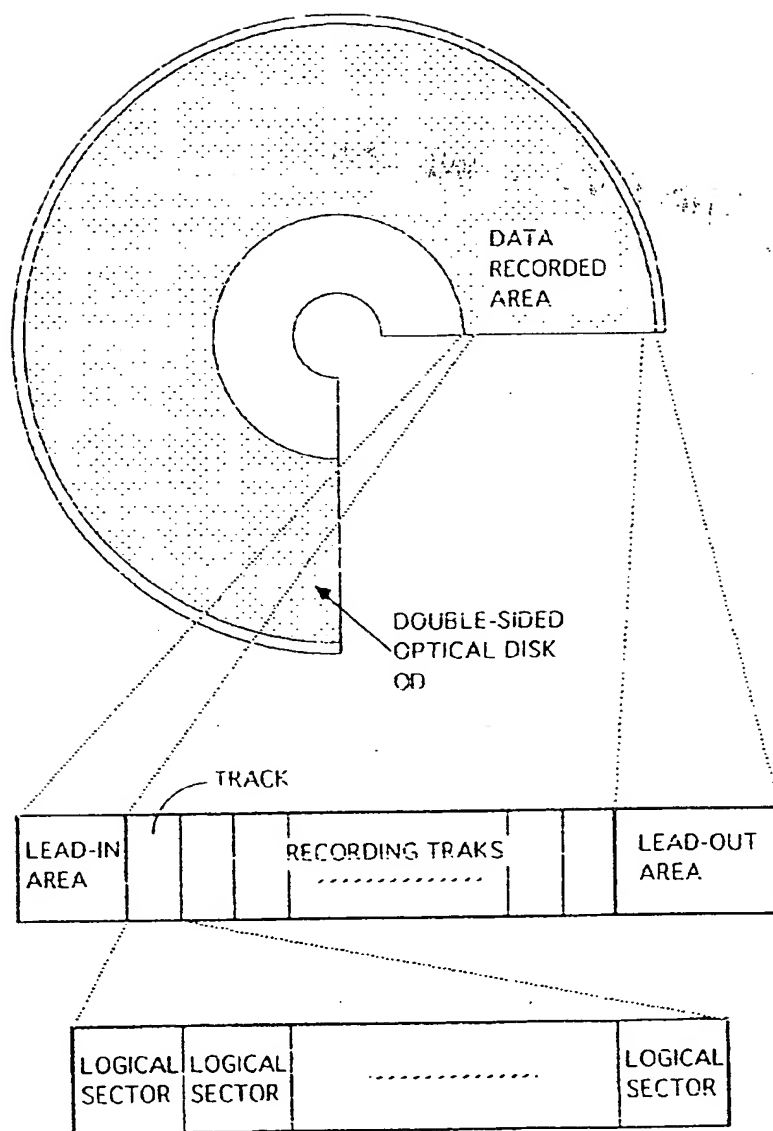 DATA
RECORDED
AREA
DOUBLE-SIDED
OPTICAL DISK
OD
TRACK
LEAD-IN
AREA
RECORDING TRAKS
LEAD-OUT
AREA
LOGICAL
SECTOR
LOGICAL
SECTOR
LOGICAL
SECTOR